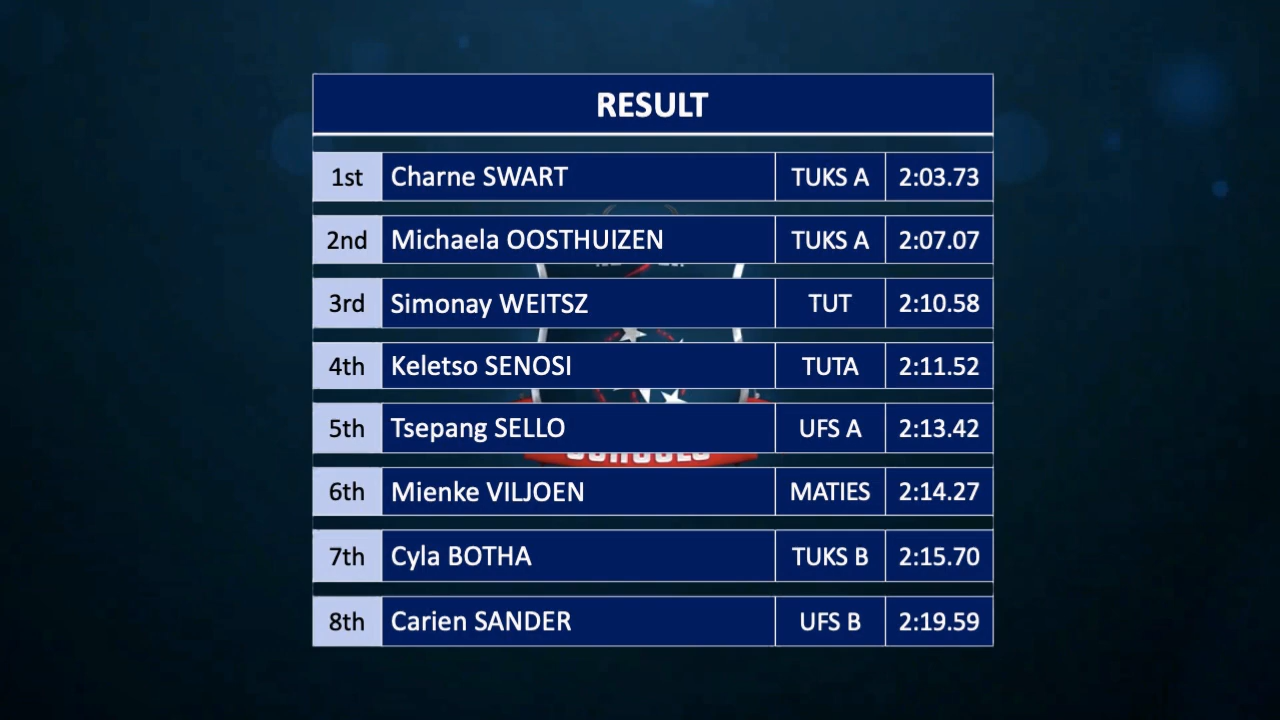 RESULT
1st Charne SWART TUKS A 2:03.73
2nd Michaela OOSTHUIZEN TUKS A 2:07.07
3rd Simonay WEITSZ TUT 2:10.58
4th Keletso SENOSI TUTA 2:11.52
5th Tsepang SELLO UFS A 2:13.42
6th Mienke VILJOEN MATIES 2:14.27
7th Cyla BOTHA TUKS B 2:15.70
8th Carien SANDER UFS B 2:19.59